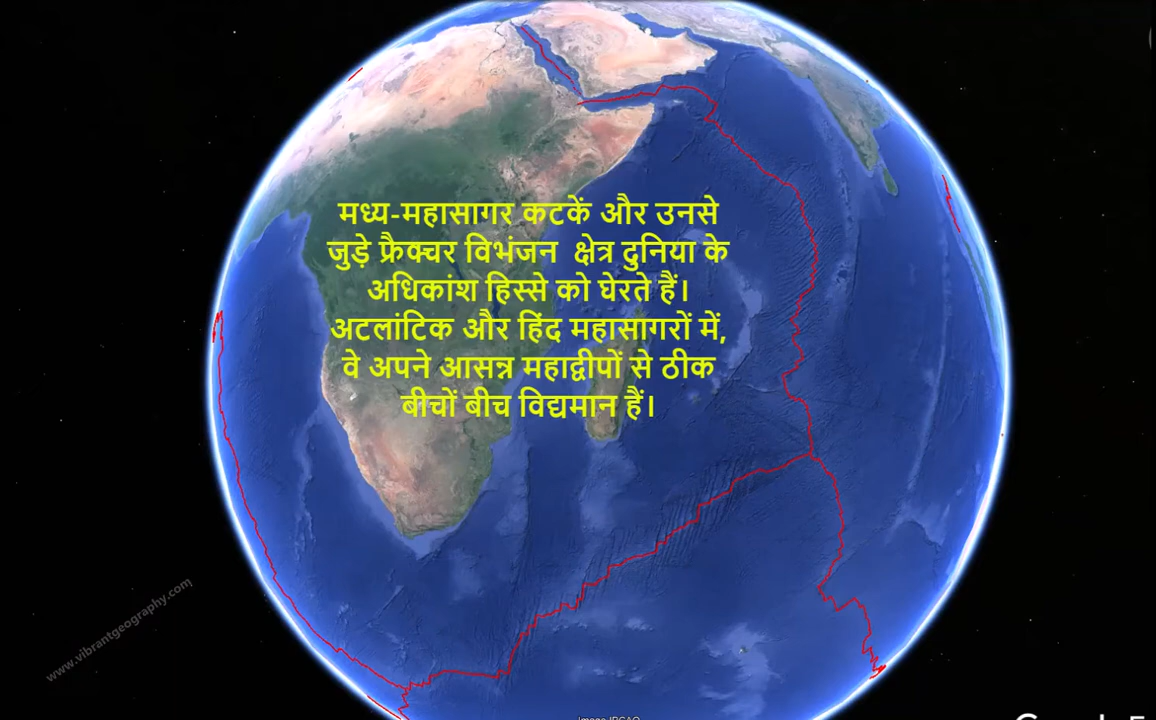 मध्य-महासागर कटकें और उनसे
जुड़े फ्रैक्चर विभंजन क्षेत्र दुनिया के
अधिकांश हिस्से को घेरते हैं।
अटलांटिक और हिंद महासागरों में,
वे अपने आसन्न महाद्वीपों से ठीक
बीचों बीच विद्यमान हैं।
www.vibrantgeography.com